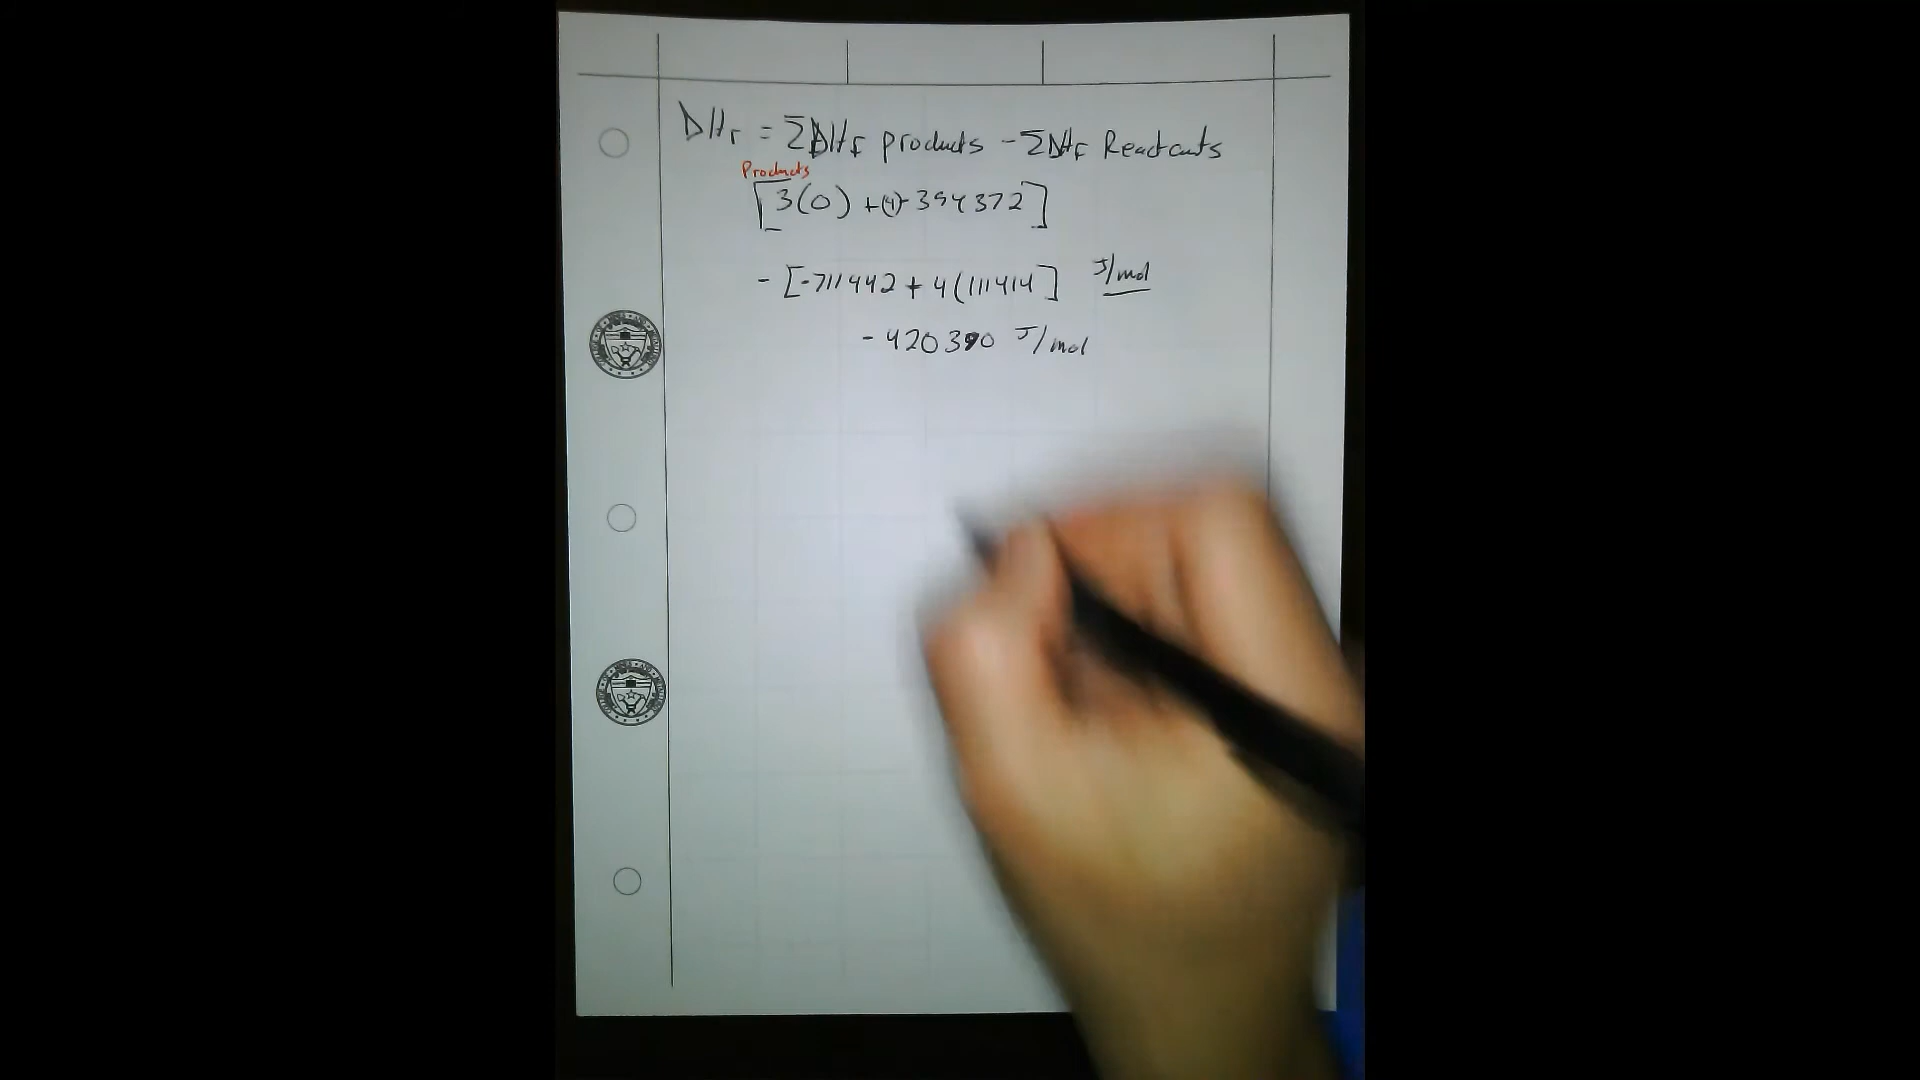 ΔHr = ΣΔHf products - ΣΔHf Reactants
Products
[3(0) + (4)-394372]
- [-711442 + 4(111414] J/mol
-420390 J/mol